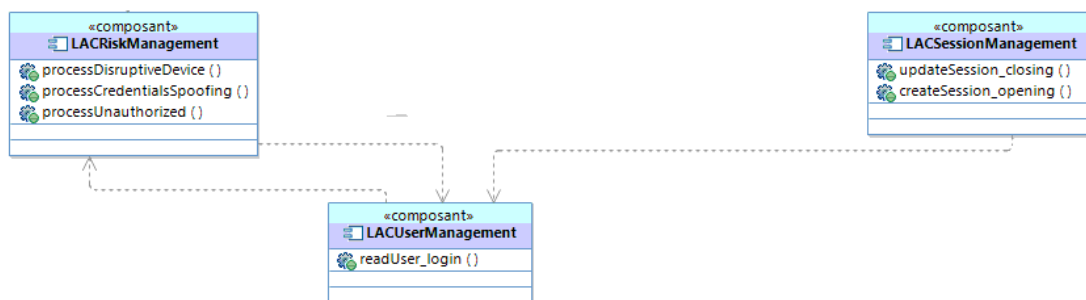 «composant»
LACRiskManagement
processDisruptiveDevice ( )
processCredentialsSpoofing ( )
processUnauthorized ( )
«composant»
LACSessionManagement
updateSession_closing ( )
createSession_opening ( )
«composant»
LACUserManagement
readUser_login ( )